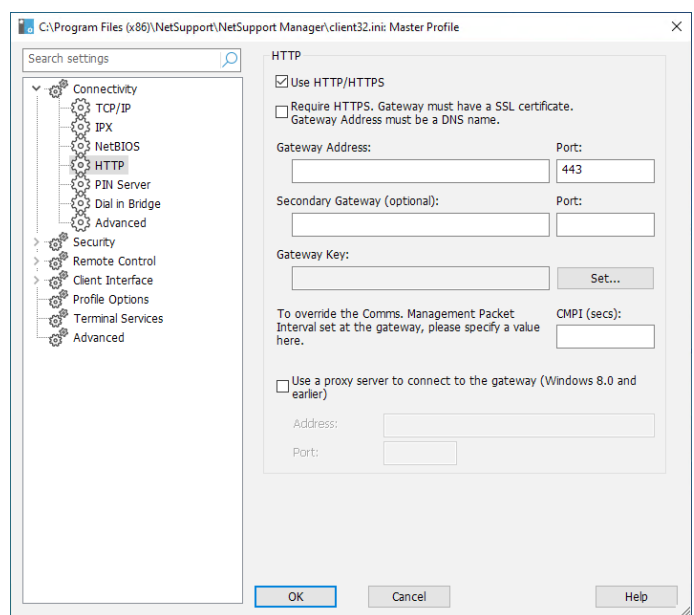 C:\Program Files (x86)\NetSupport\NetSupport Manager\client32.ini: Master Profile
Search settings
Connectivity
TCP/IP
IPX
NetBIOS
HTTP
PIN Server
Dial in Bridge
Advanced
Security
Remote Control
Client Interface
Profile Options
Terminal Services
Advanced
HTTP
Use HTTP/HTTPS
Require HTTPS. Gateway must have a SSL certificate.
Gateway Address must be a DNS name.
Gateway Address: Port:
443
Secondary Gateway (optional): Port:
Gateway Key:
Set...
To override the Comms. Management Packet CMPI (secs):
Interval set at the gateway, please specify a value
here.
Use a proxy server to connect to the gateway (Windows 8.0 and
earlier)
Address:
Port:
OK Cancel Help